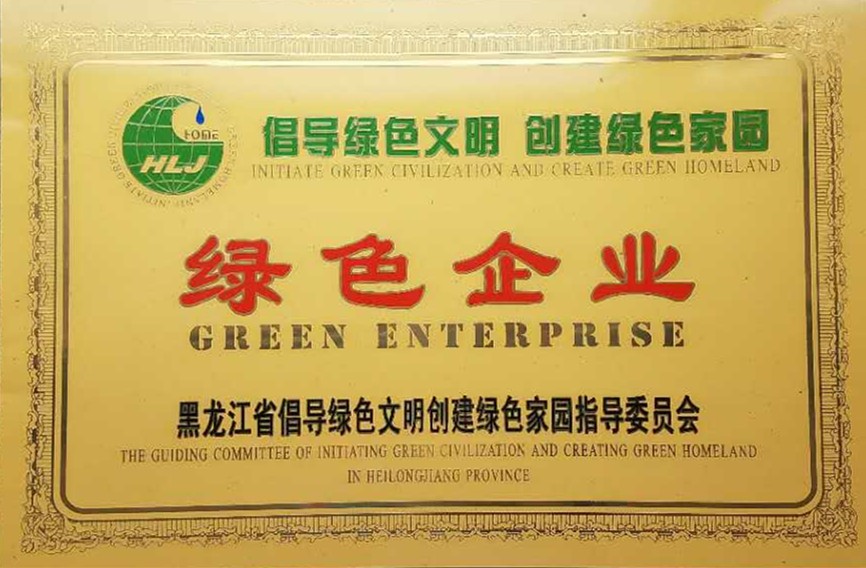 HOME
HLJ
倡导绿色文明 创建绿色家园
INITIATE GREEN CIVILIZATION AND CREATE GREEN HOMELAND
绿色企业
GREEN ENTERPRISE
黑龙江省倡导绿色文明创建绿色家园指导委员会
THE GUIDING COMMITTEE OF INITIATING GREEN CIVILIZATION AND CREATING GREEN HOMELAND
IN HEILONGJIANG PROVINCE